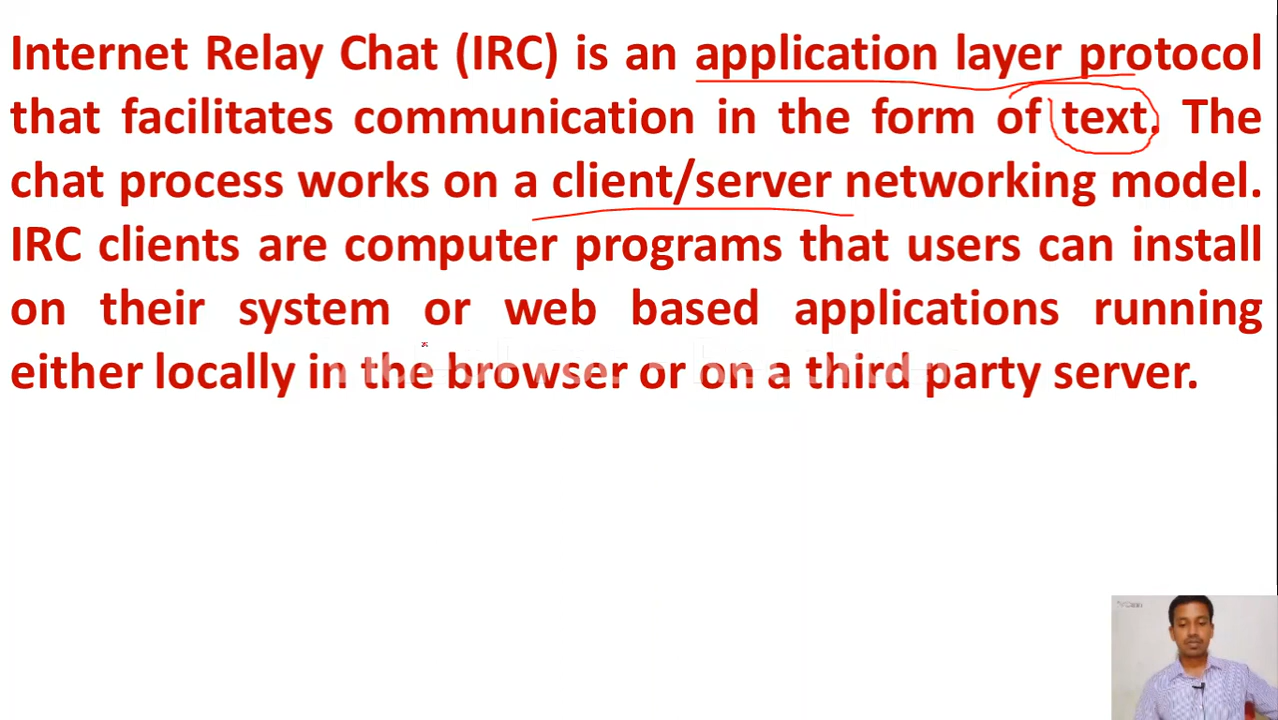 Internet Relay Chat (IRC) is an application layer protocol
that facilitates communication in the form of text. The
chat process works on a client/server networking model.
IRC clients are computer programs that users can install
on their system or web based applications running
either locally in the browser or on a third party server.